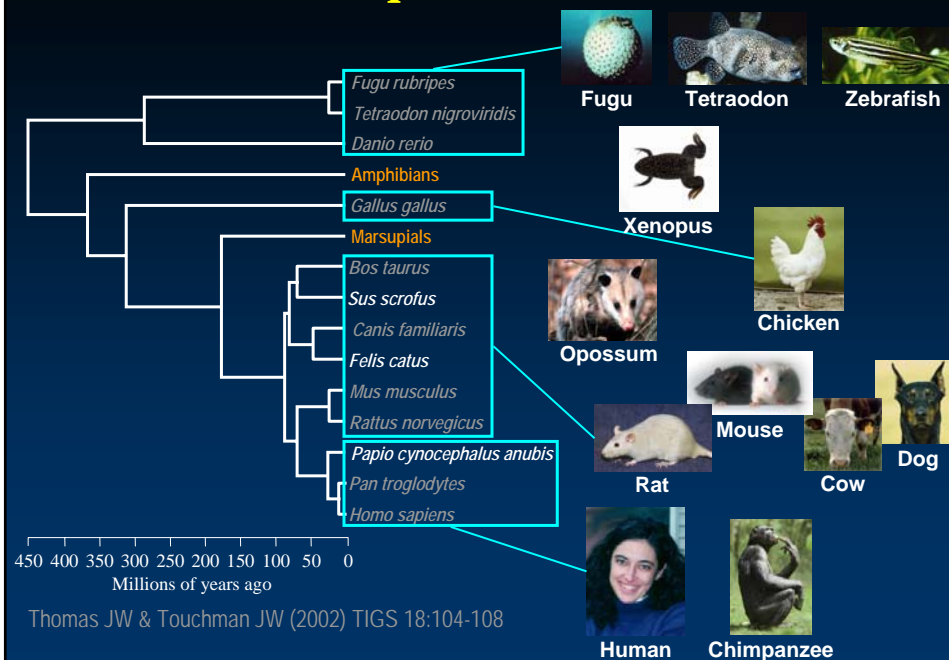 Fugu rubripes
Tetraodon nigroviridis
Danio rerio
Amphibians
Gallus gallus
Marsupials
Bos taurus
Sus scrofus
Canis familiaris
Felis catus
Mus musculus
Rattus norvegicus
Papio cynocephalus anubis
Pan troglodytes
Homo sapiens
Fugu
Tetraodon
Zebrafish
Xenopus
Chicken
Opossum
Mouse
Dog
Rat
Cow
Human
Chimpanzee
450 400 350 300 250 200 150 100 50 0
Millions of years ago
Thomas JW & Touchman JW (2002) TIGS 18:104-108